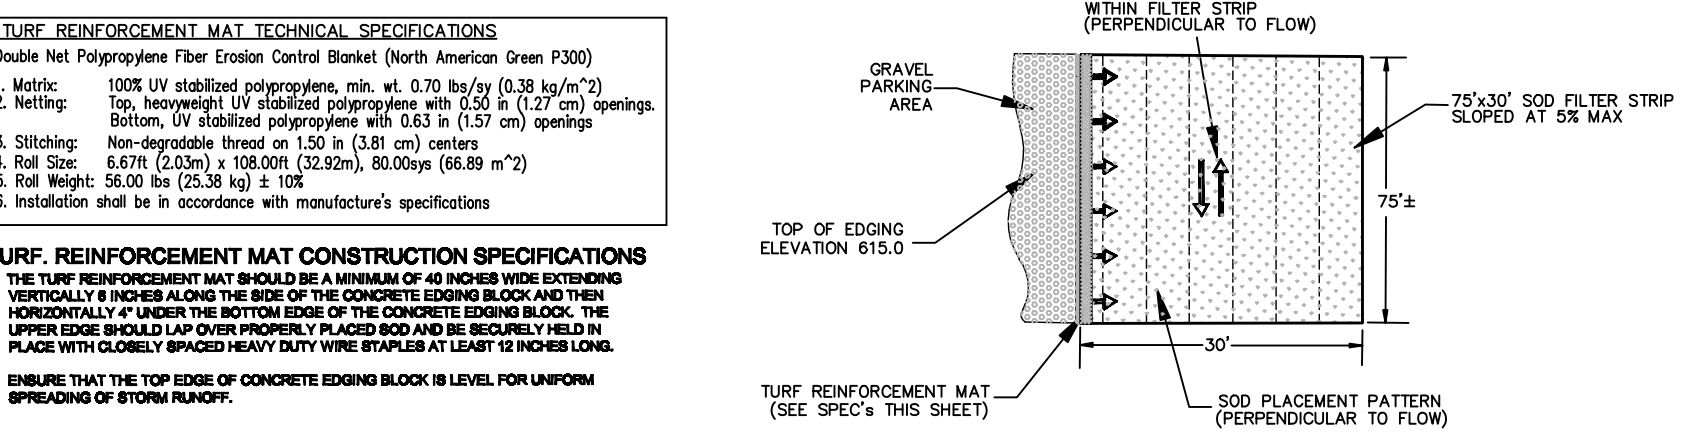 TURF REINFORCEMENT MAT TECHNICAL SPECIFICATIONS
Double Net Polypropylene Fiber Erosion Control Blanket (North American Green P300)
. Matrix: 100% UV stabilized polypropylene, min. wt. 0.70 lbs/sy (0.38 kg/m^2)
2. Netting: Top, heavyweight UV stabilized polypropylene with 0.50 in (1.27 cm) openings.
Bottom, UV stabilized polypropylene with 0.63 in (1.57 cm) openings
3. Stitching: Non-degradable thread on 1.50 in (3.81 cm) centers
4. Roll Size: 6.67ft (2.03m) x 108.00ft (32.92m), 80.00sys (66.89 m^2)
5. Roll Weight: 56.00 lbs (25.38 kg) ± 10%
6. Installation shall be in accordance with manufacture's specifications
URF. REINFORCEMENT MAT CONSTRUCTION SPECIFICATIONS
THE TURF REINFORCEMENT MAT SHOULD BE A MINIMUM OF 40 INCHES WIDE EXTENDING
VERTICALLY 6 INCHES ALONG THE SIDE OF THE CONCRETE EDGING BLOCK AND THEN
HORIZONTALLY 4" UNDER THE BOTTOM EDGE OF THE CONCRETE EDGING BLOCK. THE
UPPER EDGE SHOULD LAP OVER PROPERLY PLACED SOD AND BE SECURELY HELD IN
PLACE WITH CLOSELY SPACED HEAVY DUTY WIRE STAPLES AT LEAST 12 INCHES LONG.
ENSURE THAT THE TOP EDGE OF CONCRETE EDGING BLOCK IS LEVEL FOR UNIFORM
SPREADING OF STORM RUNOFF.
WITHIN FILTER STRIP
(PERPENDICULAR TO FLOW)
GRAVEL
PARKING
AREA
75'x30' SOD FILTER STRIP
SLOPED AT 5% MAX
75'±
TOP OF EDGING
ELEVATION 615.0
30'
TURF REINFORCEMENT MAT
(SEE SPEC's THIS SHEET)
SOD PLACEMENT PATTERN
(PERPENDICULAR TO FLOW)